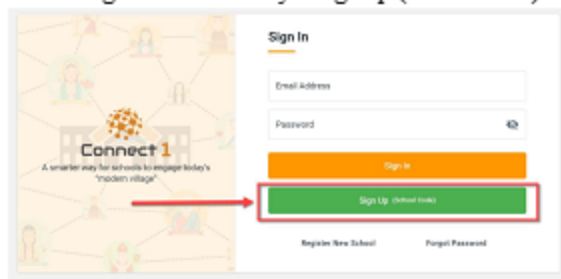 Sign In
Email Address
Password
Connect 1
A smarter way for schools to engage today's
"modern village"
Sign In
Sign Up (School Code)
Register New School Forgot Password